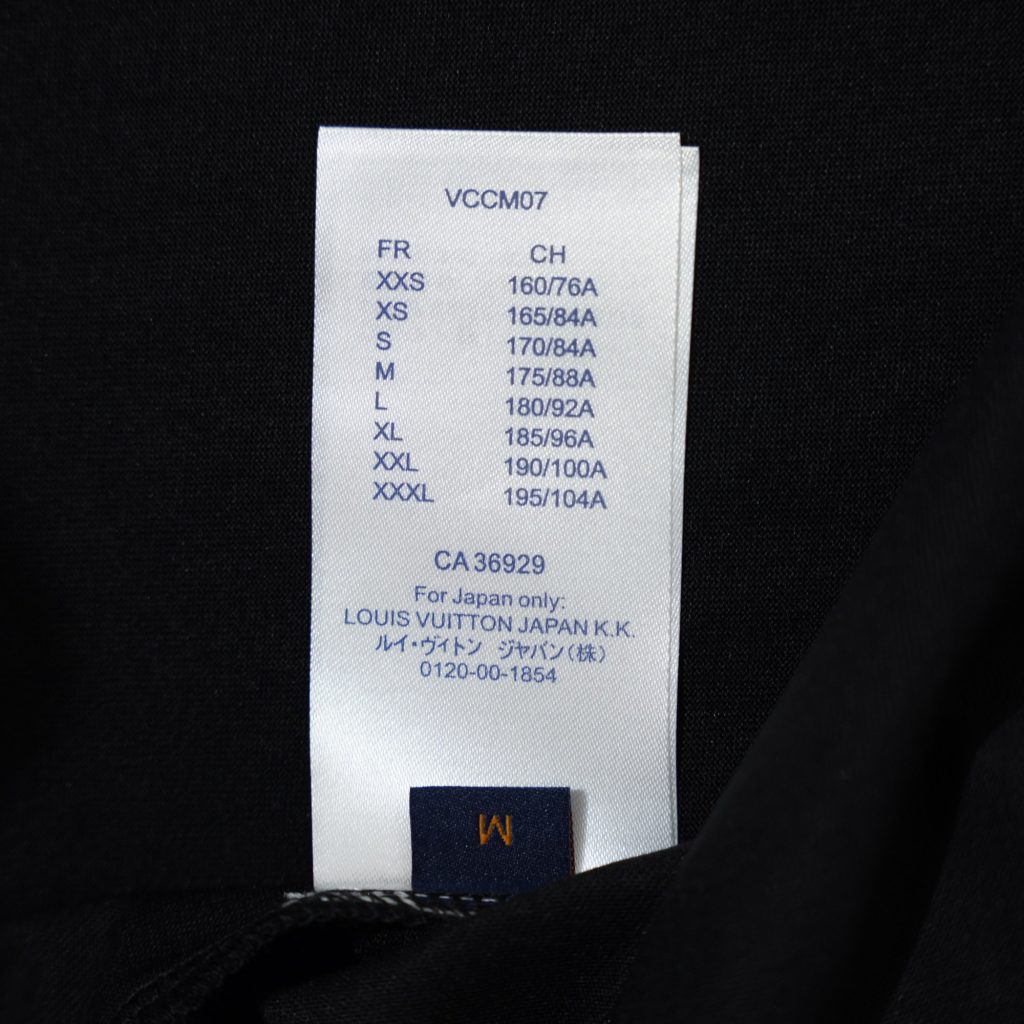 VCCM07
FR CH
XXS 160/76A
XS 165/84A
S 170/84A
M 175/88A
L 180/92A
XL 185/96A
XXL 190/100A
XXXL 195/104A
CA 36929
For Japan only:
LOUIS VUITTON JAPAN K.K.
ルイ・ヴィトン ジャパン(株)
0120-00-1854
M